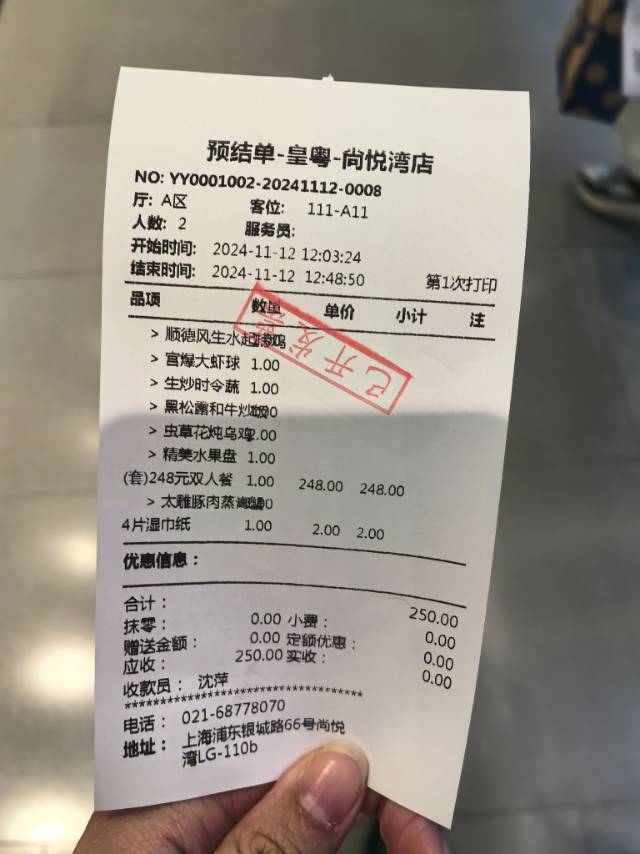 预结单-皇粤-尚悦湾店
NO: YY0001002-20241112-0008
厅: A区 客位: 111-A11
人数: 2 服务员:
开始时间: 2024-11-12 12:03:24
结束时间: 2024-11-12 12:48:50 第1次打印
品项 数量 单价 小计 注
> 顺德风生水起捞鸡
> 宫爆大虾球 1.00
> 生炒时令蔬 1.00
> 黑松露和牛炒饭
> 虫草花炖乌鸡 2.00
> 精美水果盘 1.00
(套)248元双人餐 1.00 248.00 248.00
> 太雕豚肉蒸
4片湿巾纸 1.00 2.00 2.00
已开发票
优惠信息:
合计: 250.00
抹零: 0.00 小费: 0.00
赠送金额: 0.00 定额优惠: 0.00
应收: 250.00 实收: 0.00
收款员: 沈萍
****************************************
电话: 021-68778070
地址: 上海浦东银城路66号尚悦
湾LG-110b